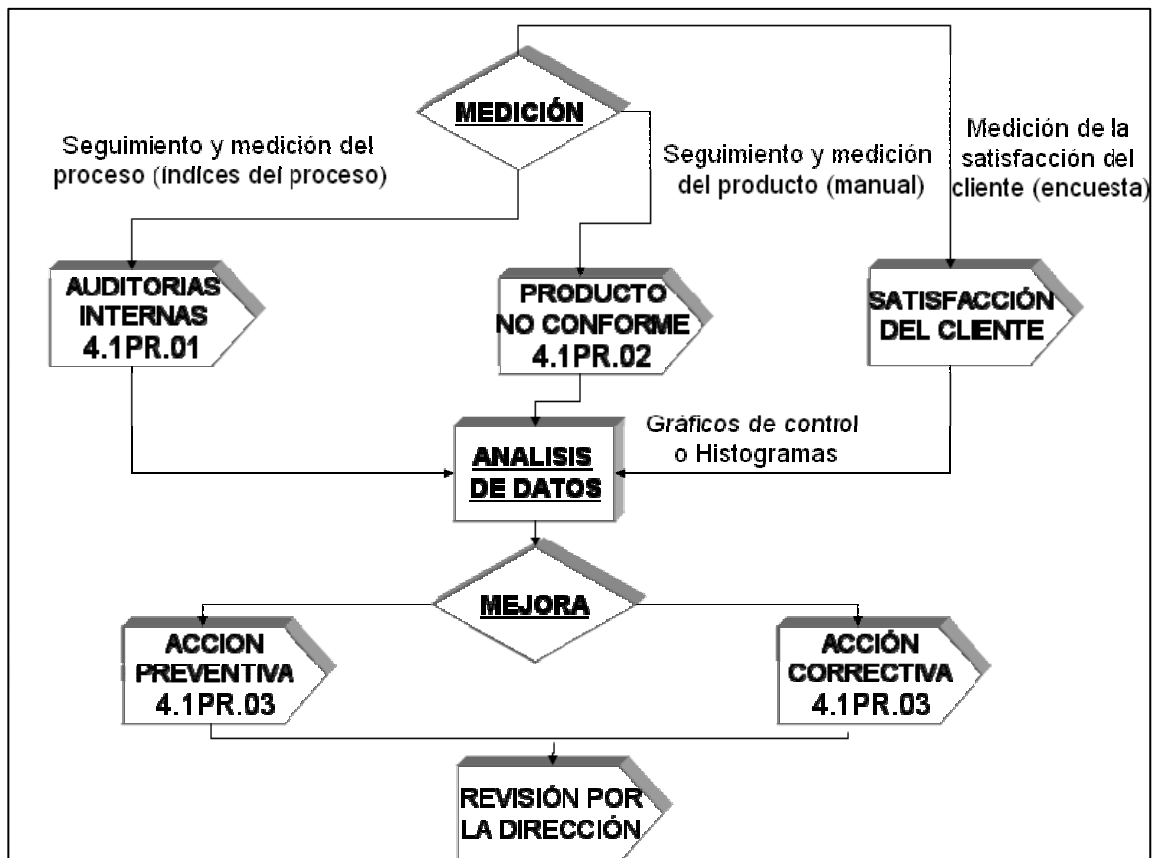 MEDICIÓN
Seguimiento y medición del
proceso (índices del proceso)
Seguimiento y medición
del producto (manual)
Medición de la
satisfacción del
cliente (encuesta)
AUDITORIAS
INTERNAS
4.1PR.01
PRODUCTO
NO CONFORME
4.1PR.02
SATISFACCIÓN
DEL CLIENTE
Gráficos de control
o Histogramas
ANALISIS
DE DATOS
MEJORA
ACCION
PREVENTIVA
4.1PR.03
ACCIÓN
CORRECTIVA
4.1PR.03
REVISIÓN POR
LA DIRECCIÓN